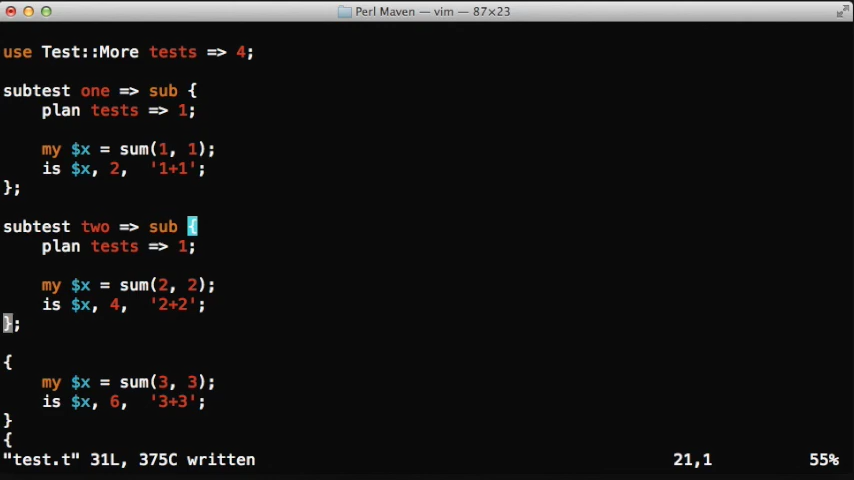 Perl Maven — vim — 87×23
use Test::More tests => 4;
subtest one => sub {
    plan tests => 1;
    my $x = sum(1, 1);
    is $x, 2,  '1+1';
};
subtest two => sub {
    plan tests => 1;
    my $x = sum(2, 2);
    is $x, 4,  '2+2';
};
{
    my $x = sum(3, 3);
    is $x, 6,  '3+3';
}
{
"test.t" 31L, 375C written 21,1 55%